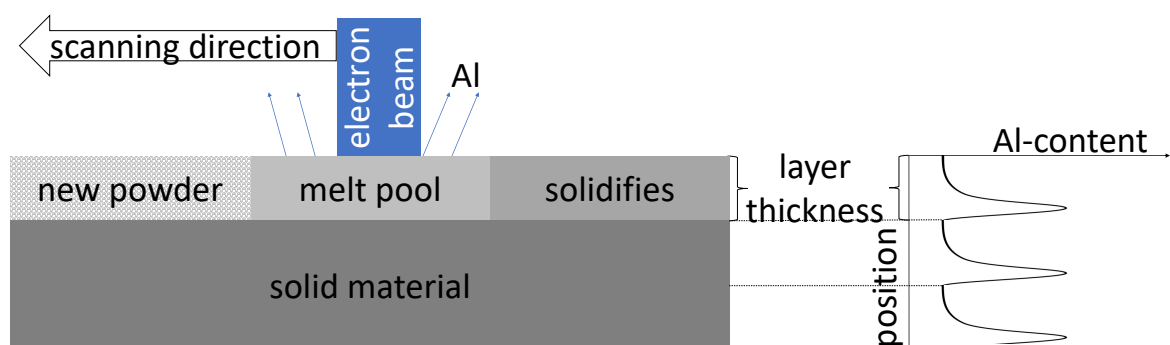 scanning direction
electron
beam
Al
Al-content
new powder
melt pool
solidifies
layer
thickness
solid material
position